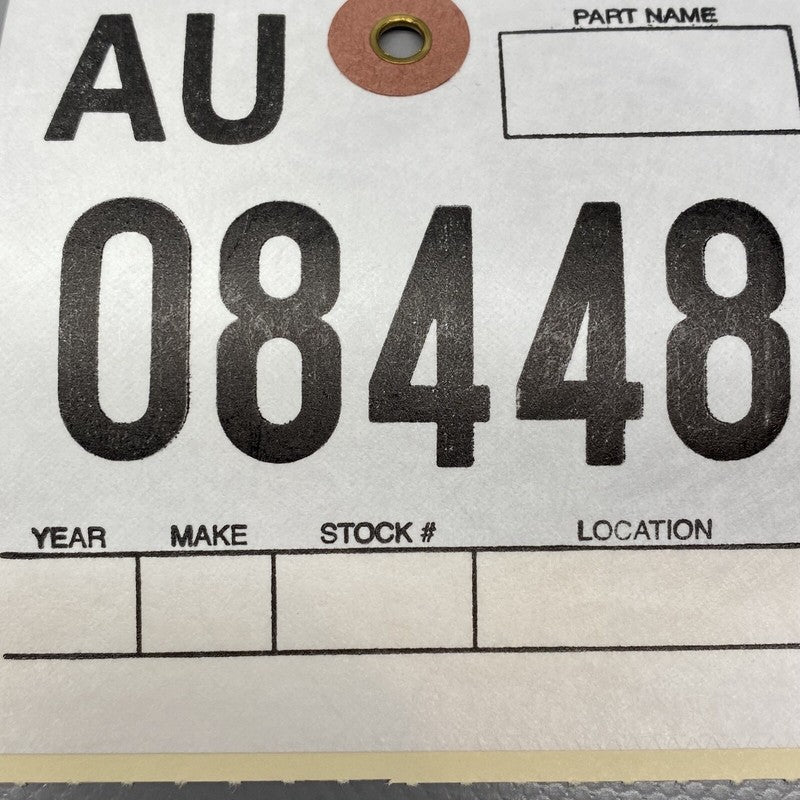 AU
PART NAME
08448
YEAR MAKE STOCK # LOCATION